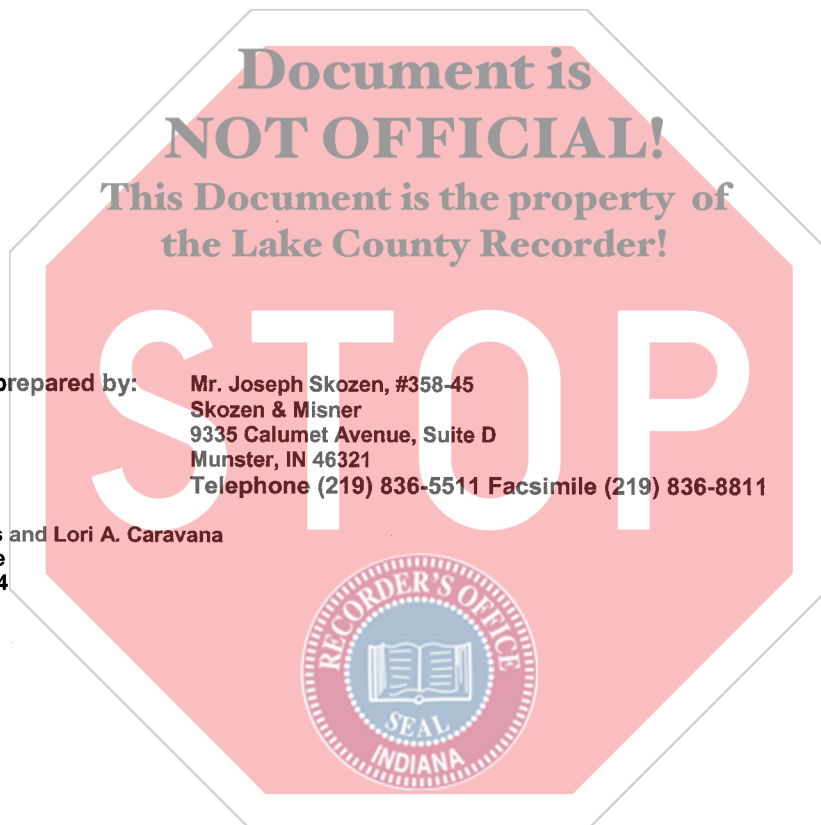 Document is
NOT OFFICIAL!
This Document is the property of
the Lake County Recorder!
STOP
prepared by: Mr. Joseph Skozen, #358-45
Skozen & Misner
9335 Calumet Avenue, Suite D
Munster, IN 46321
Telephone (219) 836-5511 Facsimile (219) 836-8811
and Lori A. Caravana
4
RECORDER'S OFFICE
SEAL
INDIANA